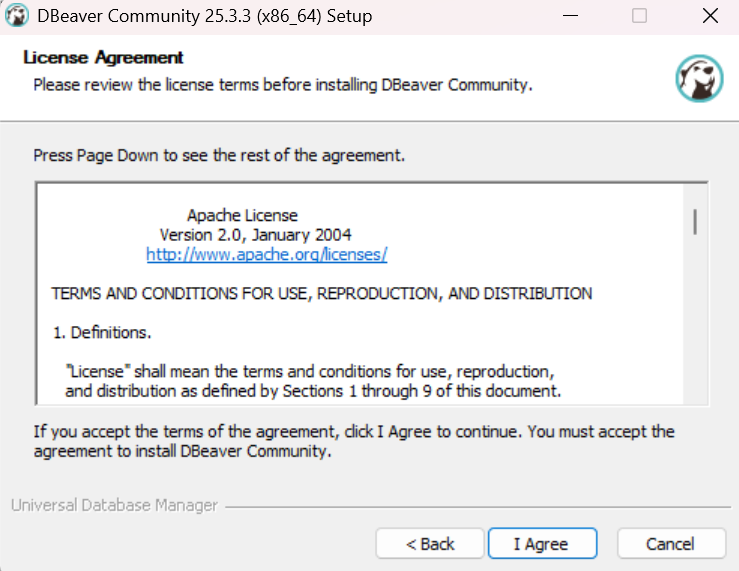 DBeaver Community 25.3.3 (x86_64) Setup
License Agreement
Please review the license terms before installing DBeaver Community.
Press Page Down to see the rest of the agreement.
Apache License
Version 2.0, January 2004
http://www.apache.org/licenses/
TERMS AND CONDITIONS FOR USE, REPRODUCTION, AND DISTRIBUTION
1. Definitions.
"License" shall mean the terms and conditions for use, reproduction,
and distribution as defined by Sections 1 through 9 of this document.
If you accept the terms of the agreement, click I Agree to continue. You must accept the
agreement to install DBeaver Community.
Universal Database Manager
< Back
I Agree
Cancel